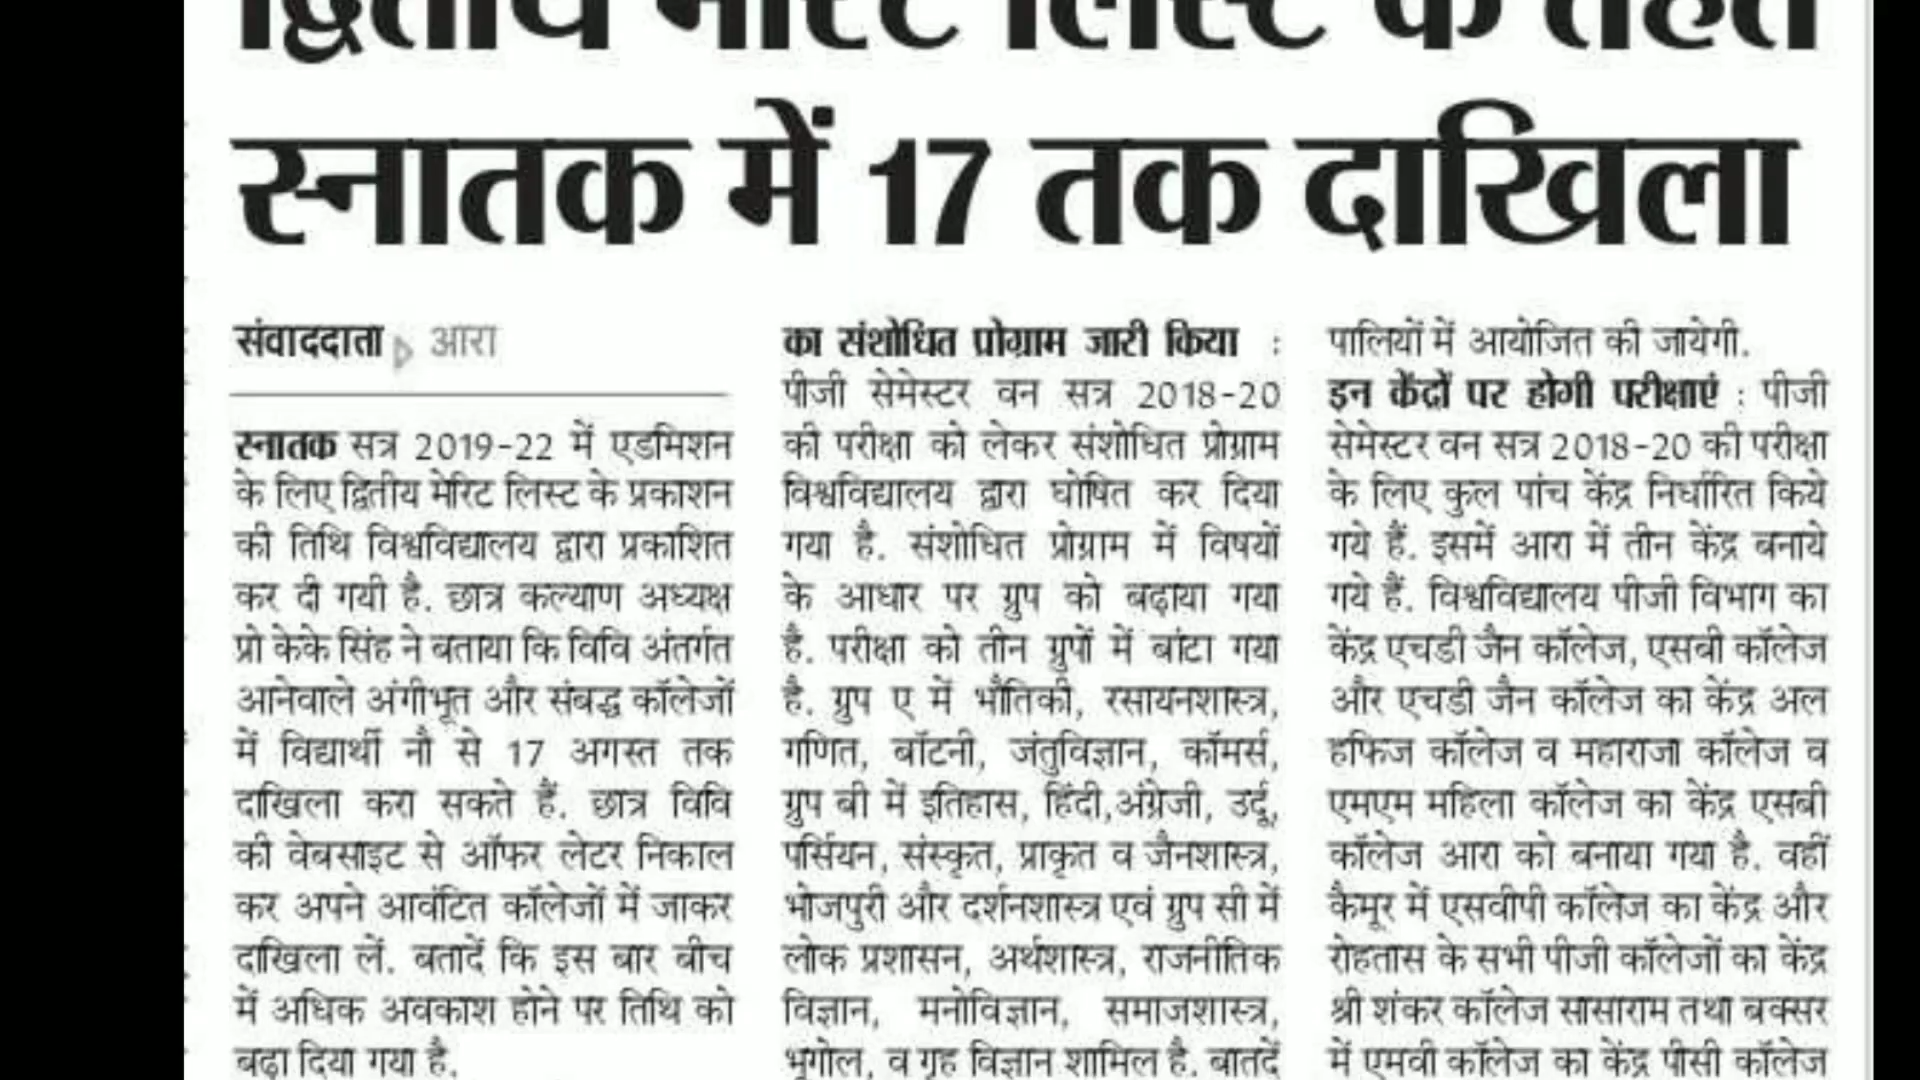 द्वितीय मेरिट लिस्ट के तहत
स्नातक में 17 तक दाखिला
संवाददाता आरा
स्नातक सत्र 2019-22 में एडमिशन
के लिए द्वितीय मेरिट लिस्ट के प्रकाशन
की तिथि विश्वविद्यालय द्वारा प्रकाशित
कर दी गयी है. छात्र कल्याण अध्यक्ष
प्रो केके सिंह ने बताया कि विवि अंतर्गत
आनेवाले अंगीभूत और संबद्ध कॉलेजों
में विद्यार्थी नौ से 17 अगस्त तक
दाखिला करा सकते हैं. छात्र विवि
की वेबसाइट से ऑफर लेटर निकाल
कर अपने आवंटित कॉलेजों में जाकर
दाखिला लें. बतादें कि इस बार बीच
में अधिक अवकाश होने पर तिथि को
बढ़ा दिया गया है.
का संशोधित प्रोग्राम जारी किया :
पीजी सेमेस्टर वन सत्र 2018-20
की परीक्षा को लेकर संशोधित प्रोग्राम
विश्वविद्यालय द्वारा घोषित कर दिया
गया है. संशोधित प्रोग्राम में विषयों
के आधार पर ग्रुप को बढ़ाया गया
है. परीक्षा को तीन ग्रुपों में बांटा गया
है. ग्रुप ए में भौतिकी, रसायनशास्त्र,
गणित, बॉटनी, जंतुविज्ञान, कॉमर्स,
ग्रुप बी में इतिहास, हिंदी,अंग्रेजी, उर्दू,
पर्सियन, संस्कृत, प्राकृत व जैनशास्त्र,
भोजपुरी और दर्शनशास्त्र एवं ग्रुप सी में
लोक प्रशासन, अर्थशास्त्र, राजनीतिक
विज्ञान, मनोविज्ञान, समाजशास्त्र,
भूगोल, व गृह विज्ञान शामिल है. बातदें
पालियों में आयोजित की जायेगी.
इन केंद्रों पर होगी परीक्षाएं : पीजी
सेमेस्टर वन सत्र 2018-20 की परीक्षा
के लिए कुल पांच केंद्र निर्धारित किये
गये हैं. इसमें आरा में तीन केंद्र बनाये
गये हैं. विश्वविद्यालय पीजी विभाग का
केंद्र एचडी जैन कॉलेज, एसबी कॉलेज
और एचडी जैन कॉलेज का केंद्र अल
हफिज कॉलेज व महाराजा कॉलेज व
एमएम महिला कॉलेज का केंद्र एसबी
कॉलेज आरा को बनाया गया है. वहीं
कैमूर में एसवीपी कॉलेज का केंद्र और
रोहतास के सभी पीजी कॉलेजों का केंद्र
श्री शंकर कॉलेज सासाराम तथा बक्सर
में एमवी कॉलेज का केंद्र पीसी कॉलेज